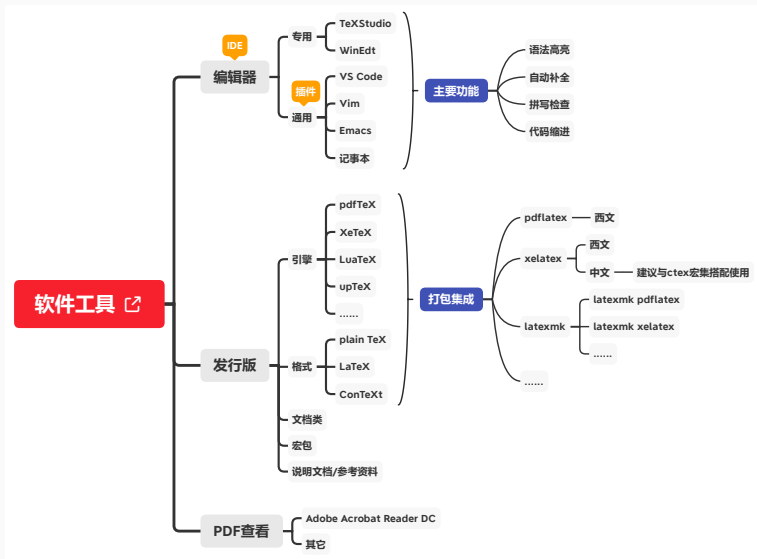 软件工具
IDE
编辑器
专用
TeXStudio
WinEdt
插件
通用
VS Code
Vim
Emacs
记事本
主要功能
语法高亮
自动补全
拼写检查
代码缩进
发行版
引擎
pdfTeX
XeTeX
LuaTeX
upTeX
......
格式
plain TeX
LaTeX
ConTeXt
文档类
宏包
说明文档/参考资料
打包集成
pdflatex
西文
xelatex
西文
中文
建议与ctex宏集搭配使用
latexmk
latexmk pdflatex
latexmk xelatex
......
......
PDF查看
Adobe Acrobat Reader DC
其它